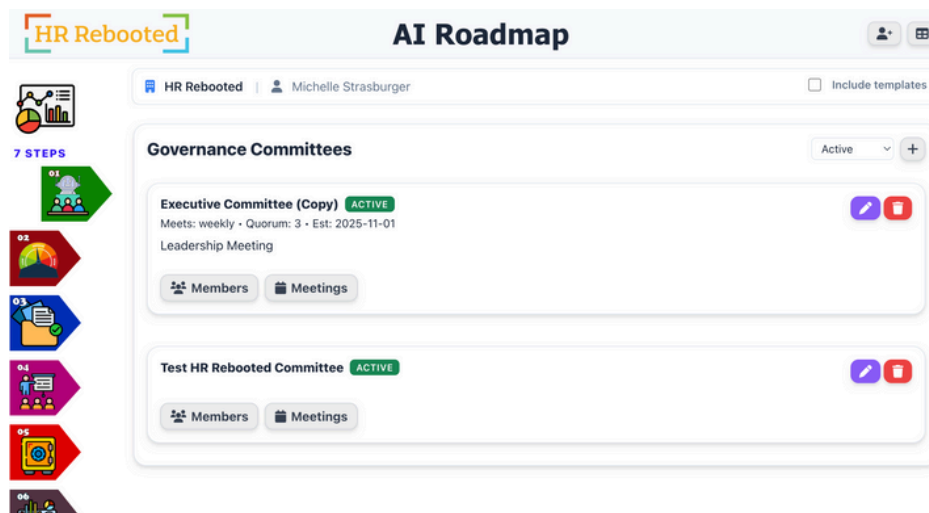 HR Rebooted
AI Roadmap
HR Rebooted | Michelle Strasburger
Include templates
7 STEPS
01
02
03
04
05
06
Governance Committees
Active
Executive Committee (Copy) ACTIVE
Meets: weekly • Quorum: 3 • Est: 2025-11-01
Leadership Meeting
Members
Meetings
Test HR Rebooted Committee ACTIVE
Members
Meetings